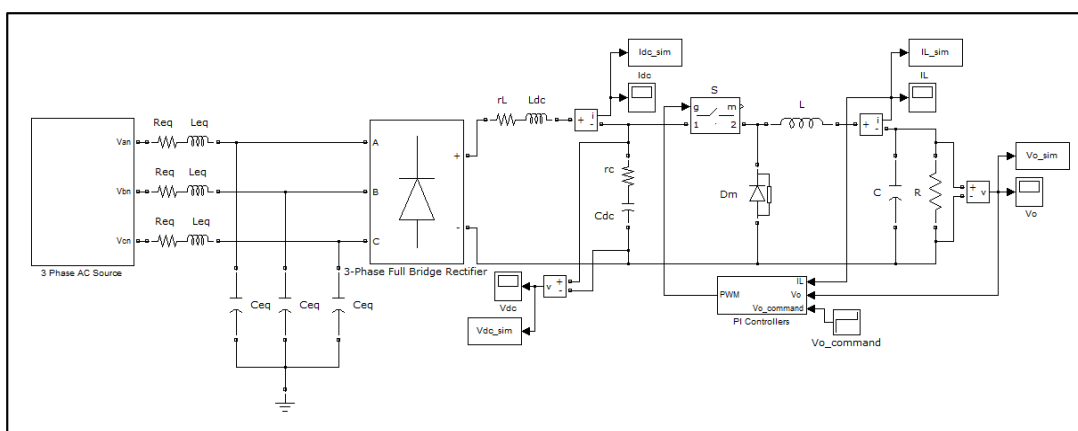 Idc_sim
Idc
IL_sim
IL
rL
Ldc
i
+
-
S
g
m
1
2
L
i
+
-
Req
Leq
Van
A
Req
Leq
Vbn
B
Req
Leq
Vcn
C
3 Phase AC Source
+
-
3-Phase Full Bridge Rectifier
rc
Cdc
Dm
C
R
+
-
v
Vo_sim
Vo
Ceq
Ceq
Ceq
Vdc
v
+
-
Vdc_sim
PWM
IL
Vo
Vo_command
PI Controllers
Vo_command